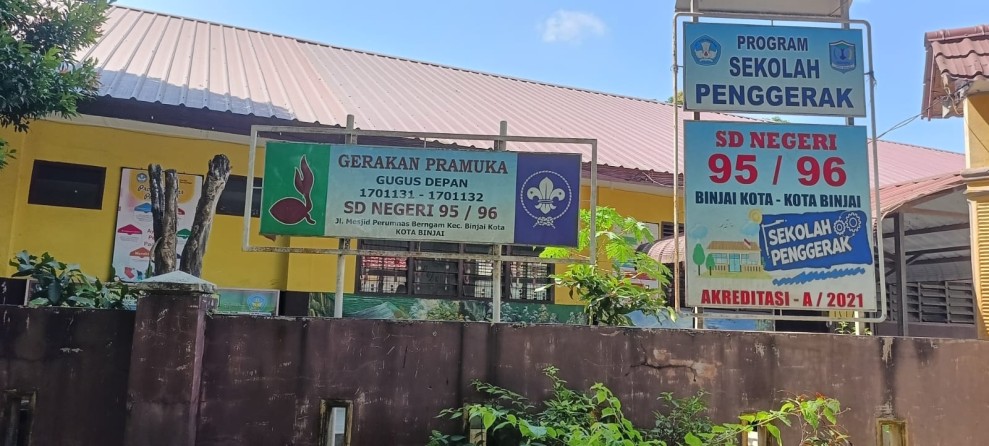 GERAKAN PRAMUKA
GUGUS DEPAN
1701131 - 1701132
SD NEGERI 95 / 96
Jl. Mesjid Perumnas Berngam Kec. Binjai Kota
KOTA BINJAI
PROGRAM
SEKOLAH
PENGGERAK
SD NEGERI
95 / 96
BINJAI KOTA - KOTA BINJAI
SEKOLAH
PENGGERAK
AKREDITASI - A / 2021